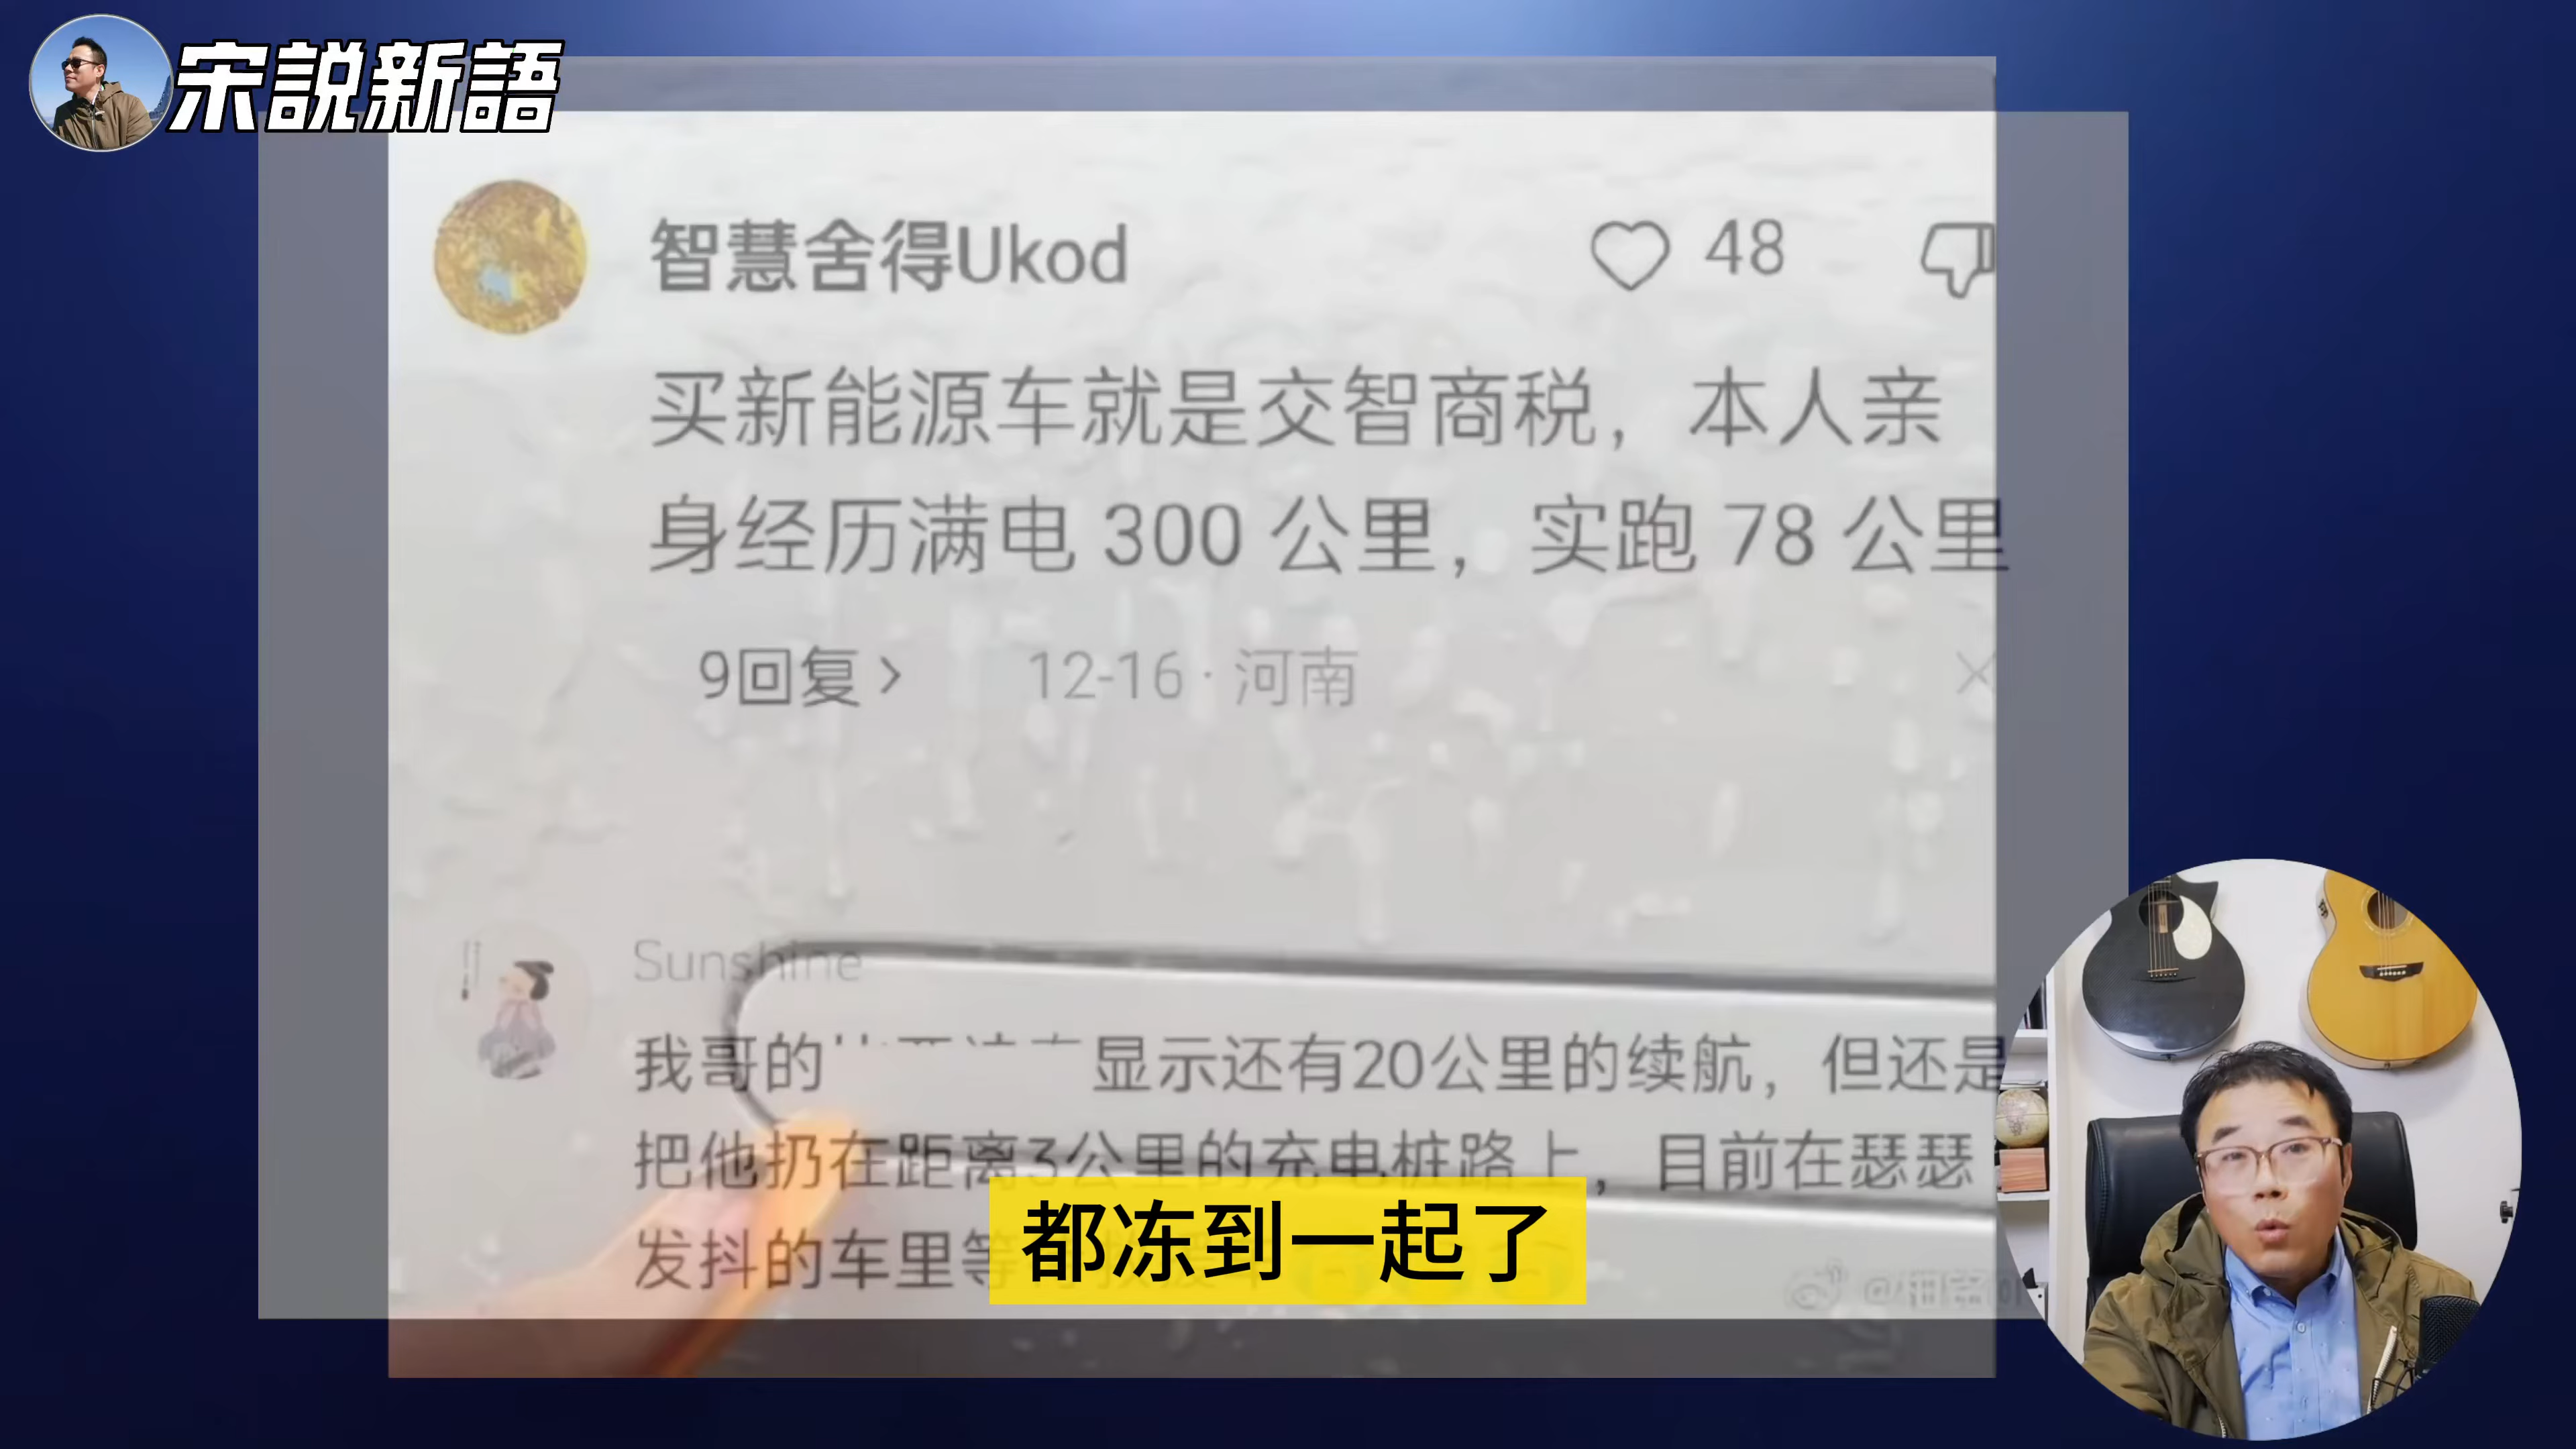 宋説新語
智慧舍得Ukod
48
买新能源车就是交智商税，本人亲
身经历满电 300 公里，实跑 78 公里
9回复 >
12-16 · 河南
Sunshine
我哥的 显示还有20公里的续航，但还是
把他扔在距离3公里的充电桩路上，目前在瑟瑟
发抖的车里等
都冻到一起了